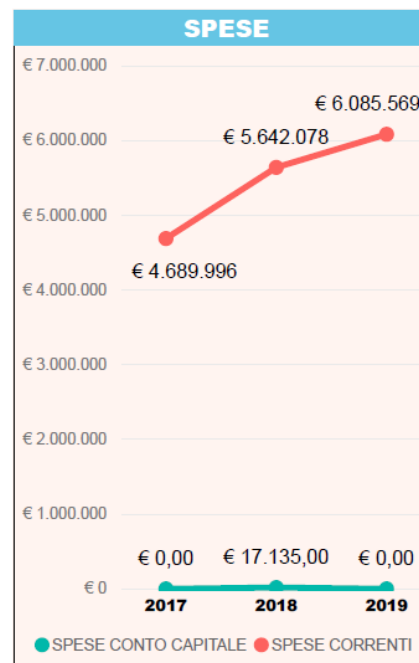 SPESE
€ 7.000.000
€ 6.085.569
€ 6.000.000
€ 5.642.078
€ 5.000.000
€ 4.689.996
€ 4.000.000
€ 3.000.000
€ 2.000.000
€ 1.000.000
€ 0,00 € 17.135,00 € 0,00
€ 0
2017 2018 2019
SPESE CONTO CAPITALE SPESE CORRENTI